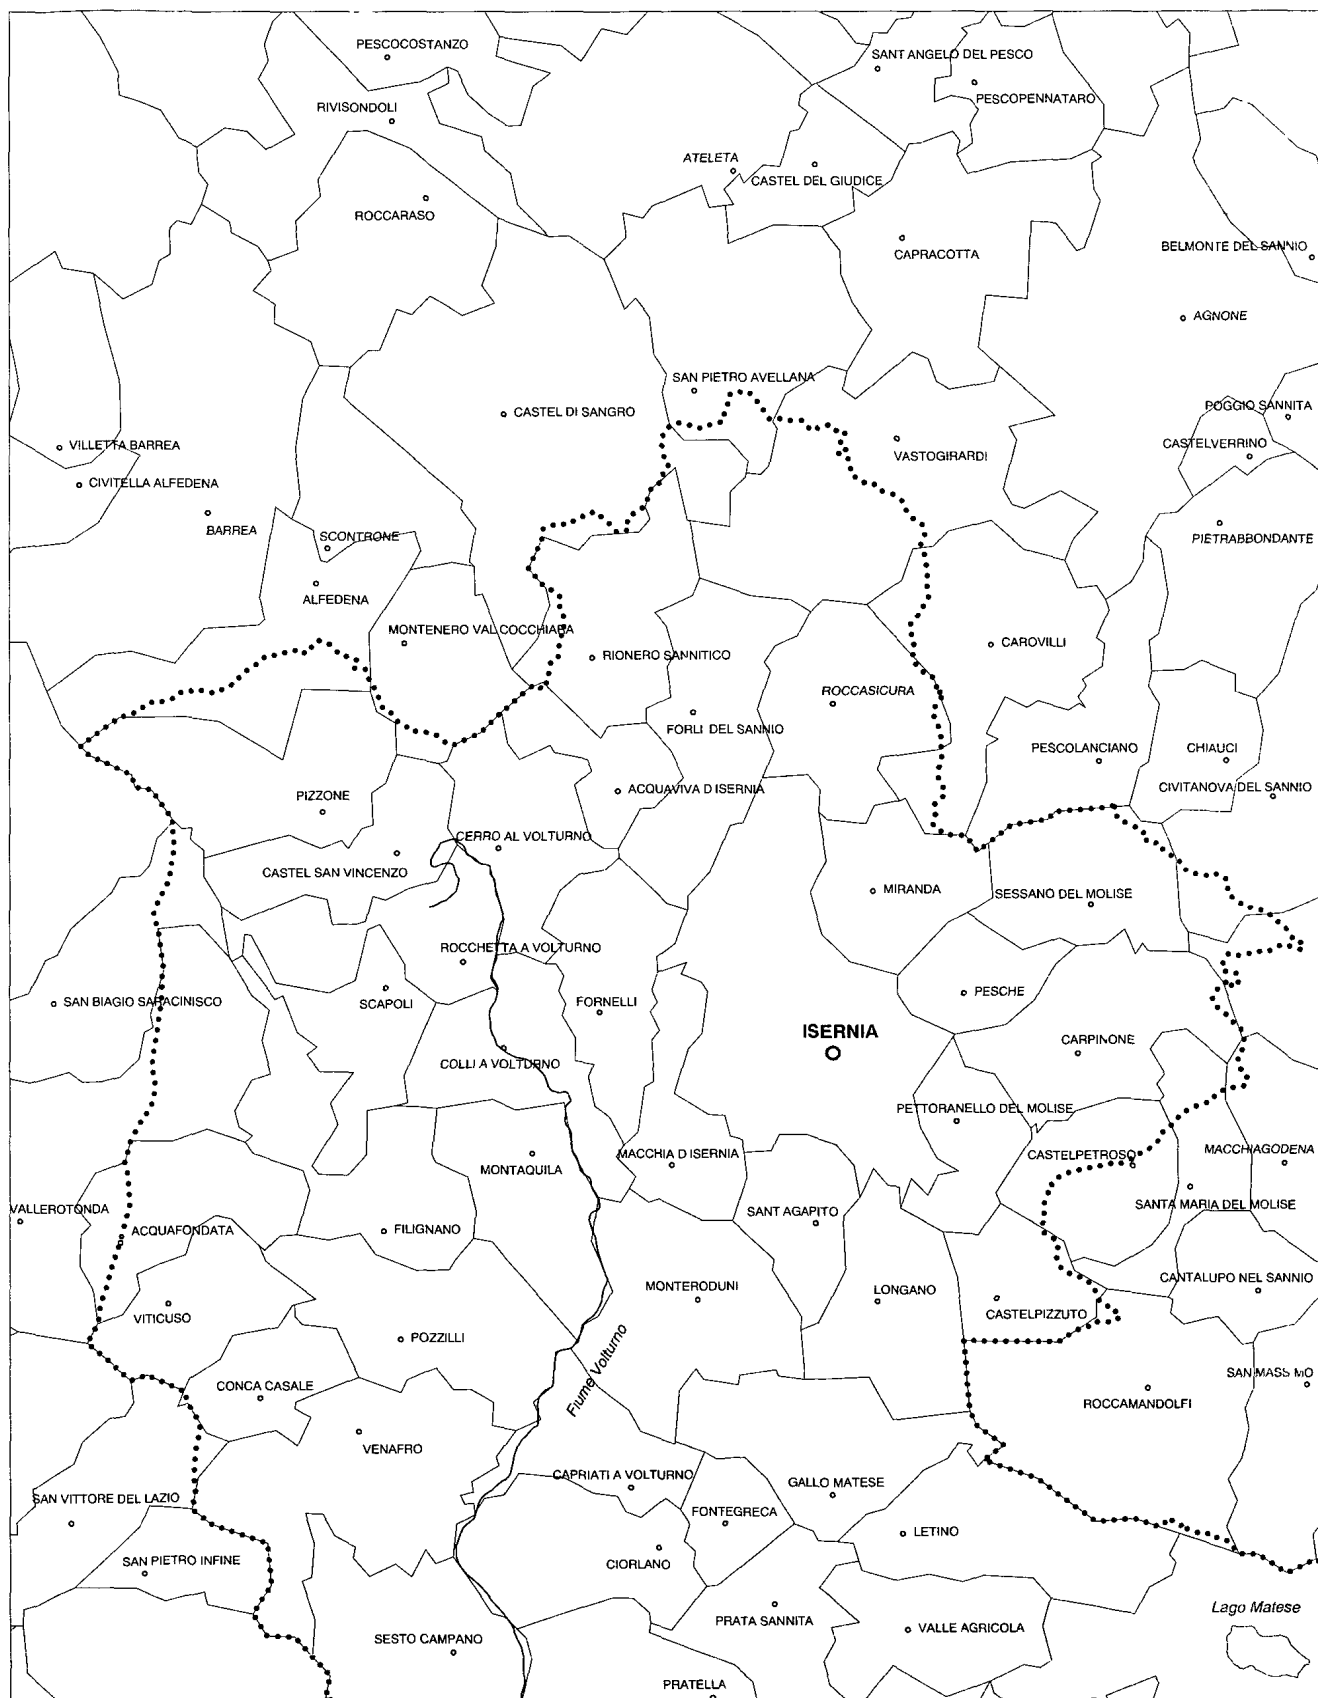 PESCOCOSTANZO
SANT ANGELO DEL PESCO
PESCOPENNATARO
RIVISONDOLI
ATELETA
CASTEL DEL GIUDICE
ROCCARASO
BELMONTE DEL SANNIO
CAPRACOTTA
AGNONE
SAN PIETRO AVELLANA
POGGIO SANNITA
CASTEL DI SANGRO
VILLETTA BARREA
CASTELVERRINO
VASTOGIRARDI
CIVITELLA ALFEDENA
BARREA
SCONTRONE
PIETRABBONDANTE
ALFEDENA
MONTENERO VAL COCCHIARA
CAROVILLI
RIONERO SANNITICO
ROCCASICURA
FORLI DEL SANNIO
PESCOLANCIANO
CHIAUCI
CIVITANOVA DEL SANNIO
ACQUAVIVA D ISERNIA
PIZZONE
CERRO AL VOLTURNO
CASTEL SAN VINCENZO
MIRANDA
SESSANO DEL MOLISE
ROCCHETTA A VOLTURNO
SAN BIAGIO SARACINISCO
SCAPOLI
FORNELLI
PESCHE
ISERNIA
CARPINONE
COLLI A VOLTURNO
PETTORANELLO DEL MOLISE
MACCHIA D ISERNIA
CASTELPETROSO
MACCHIAGODENA
MONTAQUILA
SANTA MARIA DEL MOLISE
VALLEROTONDA
ACQUAFONDATA
FILIGNANO
SANT AGAPITO
CANTALUPO NEL SANNIO
MONTERODUNI
LONGANO
CASTELPIZZUTO
VITICUSO
POZZILLI
Fiume Volturno
SAN MASSIMO
CONCA CASALE
ROCCAMANDOLFI
VENAFRO
CAPRIATI A VOLTURNO
GALLO MATESE
SAN VITTORE DEL LAZIO
FONTEGRECA
LETINO
SAN PIETRO INFINE
CIORLANO
Lago Matese
PRATA SANNITA
VALLE AGRICOLA
SESTO CAMPANO
PRATELLA